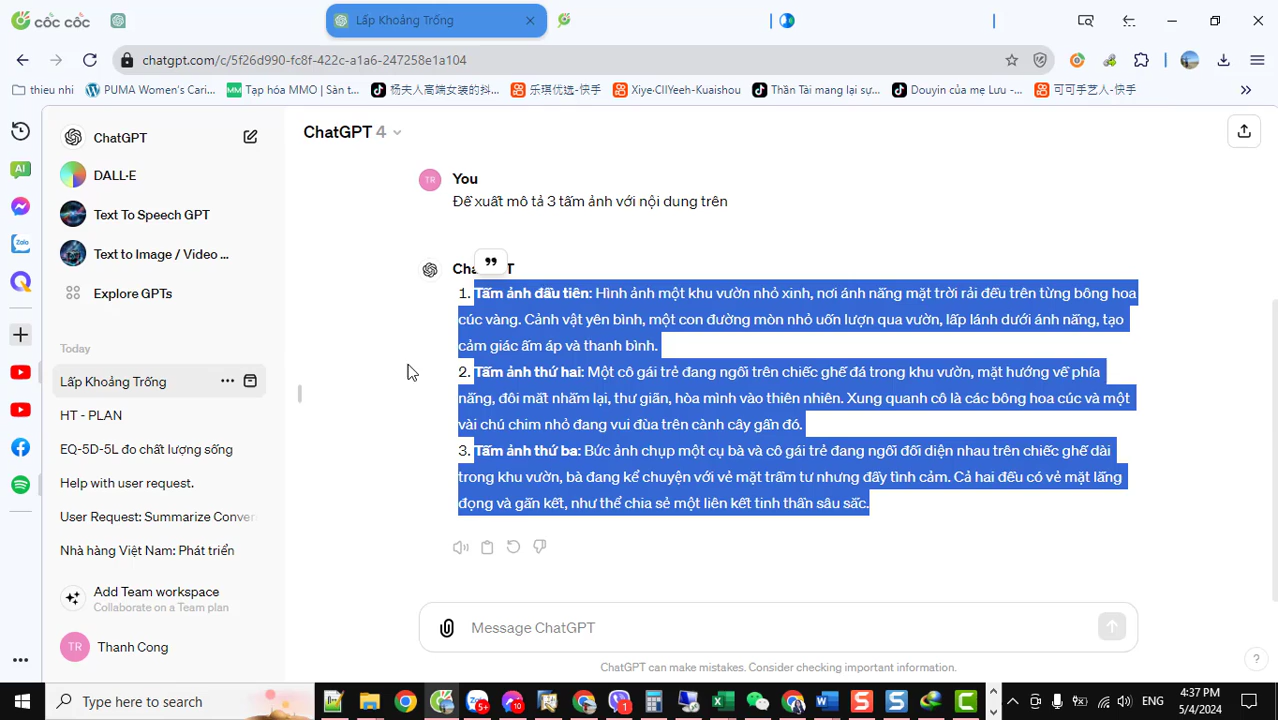 cốc cốc
Lấp Khoảng Trống
chatgpt.com/c/5f26d990-fc8f-422c-a1a6-247258e1a104
thieu nhi
PUMA Women's Cari...
MM Tạp hóa MMO | Sàn t...
杨夫人高端女装的抖...
乐琪优选-快手
Xiye·CIIYeeh-Kuaishou
Thần Tài mang lại sự...
Douyin của mẹ Lưu -...
可可手艺人-快手
AI
Zalo
ChatGPT
DALL·E
Text To Speech GPT
Text to Image / Video ...
Explore GPTs
Today
Lấp Khoảng Trống
HT - PLAN
EQ-5D-5L đo chất lượng sống
Help with user request.
User Request: Summarize Conver
Nhà hàng Việt Nam: Phát triển
Add Team workspace
Collaborate on a Team plan
TR Thanh Cong
ChatGPT 4
TR You
Đề xuất mô tả 3 tấm ảnh với nội dung trên
1. Tấm ảnh đầu tiên: Hình ảnh một khu vườn nhỏ xinh, nơi ánh nắng mặt trời rải đều trên từng bông hoa
cúc vàng. Cảnh vật yên bình, một con đường mòn nhỏ uốn lượn qua vườn, lấp lánh dưới ánh nắng, tạo
cảm giác ấm áp và thanh bình.
2. Tấm ảnh thứ hai: Một cô gái trẻ đang ngồi trên chiếc ghế đá trong khu vườn, mặt hướng về phía
nắng, đôi mắt nhắm lại, thư giãn, hòa mình vào thiên nhiên. Xung quanh cô là các bông hoa cúc và một
vài chú chim nhỏ đang vui đùa trên cành cây gần đó.
3. Tấm ảnh thứ ba: Bức ảnh chụp một cụ bà và cô gái trẻ đang ngồi đối diện nhau trên chiếc ghế dài
trong khu vườn, bà đang kể chuyện với vẻ mặt trầm tư nhưng đầy tình cảm. Cả hai đều có vẻ mặt lắng
đọng và gắn kết, như thể chia sẻ một liên kết tinh thần sâu sắc.
Message ChatGPT
ChatGPT can make mistakes. Consider checking important information.
?
Type here to search
5+
10
1
ENG
4:37 PM
5/4/2024